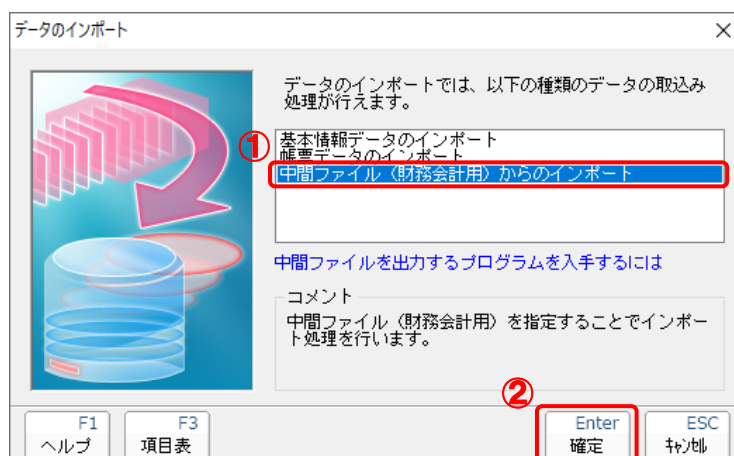 データのインポート
データのインポートでは、以下の種類のデータの取込み
処理が行えます。
①
基本情報データのインポート
帳票データのインポート
中間ファイル（財務会計用）からのインポート
中間ファイルを出力するプログラムを入手するには
コメント
中間ファイル（財務会計用）を指定することでインポー
ト処理を行います。
②
F1
ヘルプ
F3
項目表
Enter
確定
ESC
ｷｬﾝｾﾙ